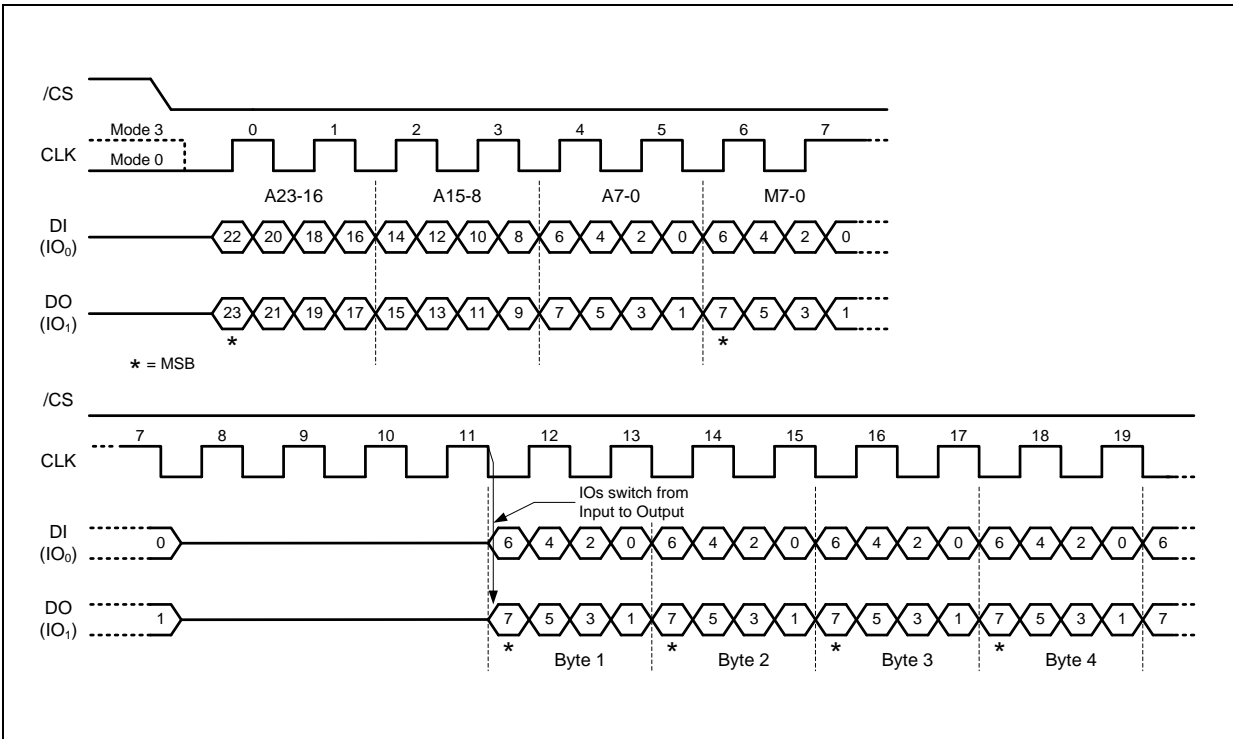 /CS
Mode 3
0 1 2 3 4 5 6 7
CLK
Mode 0
A23-16 A15-8 A7-0 M7-0
DI
(IO₀)
22 20 18 16 14 12 10 8 6 4 2 0 6 4 2 0
DO
(IO₁)
23 21 19 17 15 13 11 9 7 5 3 1 7 5 3 1
* *
* = MSB
/CS
7 8 9 10 11 12 13 14 15 16 17 18 19
CLK
IOs switch from
Input to Output
DI
(IO₀)
0 6 4 2 0 6 4 2 0 6 4 2 0 6 4 2 0 6
DO
(IO₁)
1 7 5 3 1 7 5 3 1 7 5 3 1 7 5 3 1 7
* Byte 1 * Byte 2 * Byte 3 * Byte 4